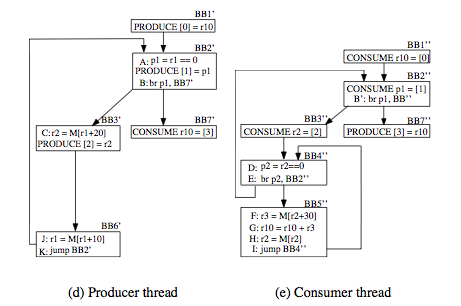 BB1'
PRODUCE [0] = r10
BB2'
A: p1 = r1 == 0
PRODUCE [1] = p1
B: br p1, BB7'
BB3'
C: r2 = M[r1+20]
PRODUCE [2] = r2
BB7'
CONSUME r10 = [3]
BB6'
J: r1 = M[r1+10]
K: jump BB2'
(d) Producer thread
BB1''
CONSUME r10 = [0]
BB2''
CONSUME p1 = [1]
B': br p1, BB''
BB3''
CONSUME r2 = [2]
BB7''
PRODUCE [3] = r10
BB4''
D: p2 = r2==0
E: br p2, BB2''
BB5''
F: r3 = M[r2+30]
G: r10 = r10 + r3
H: r2 = M[r2]
I: jump BB4''
(e) Consumer thread